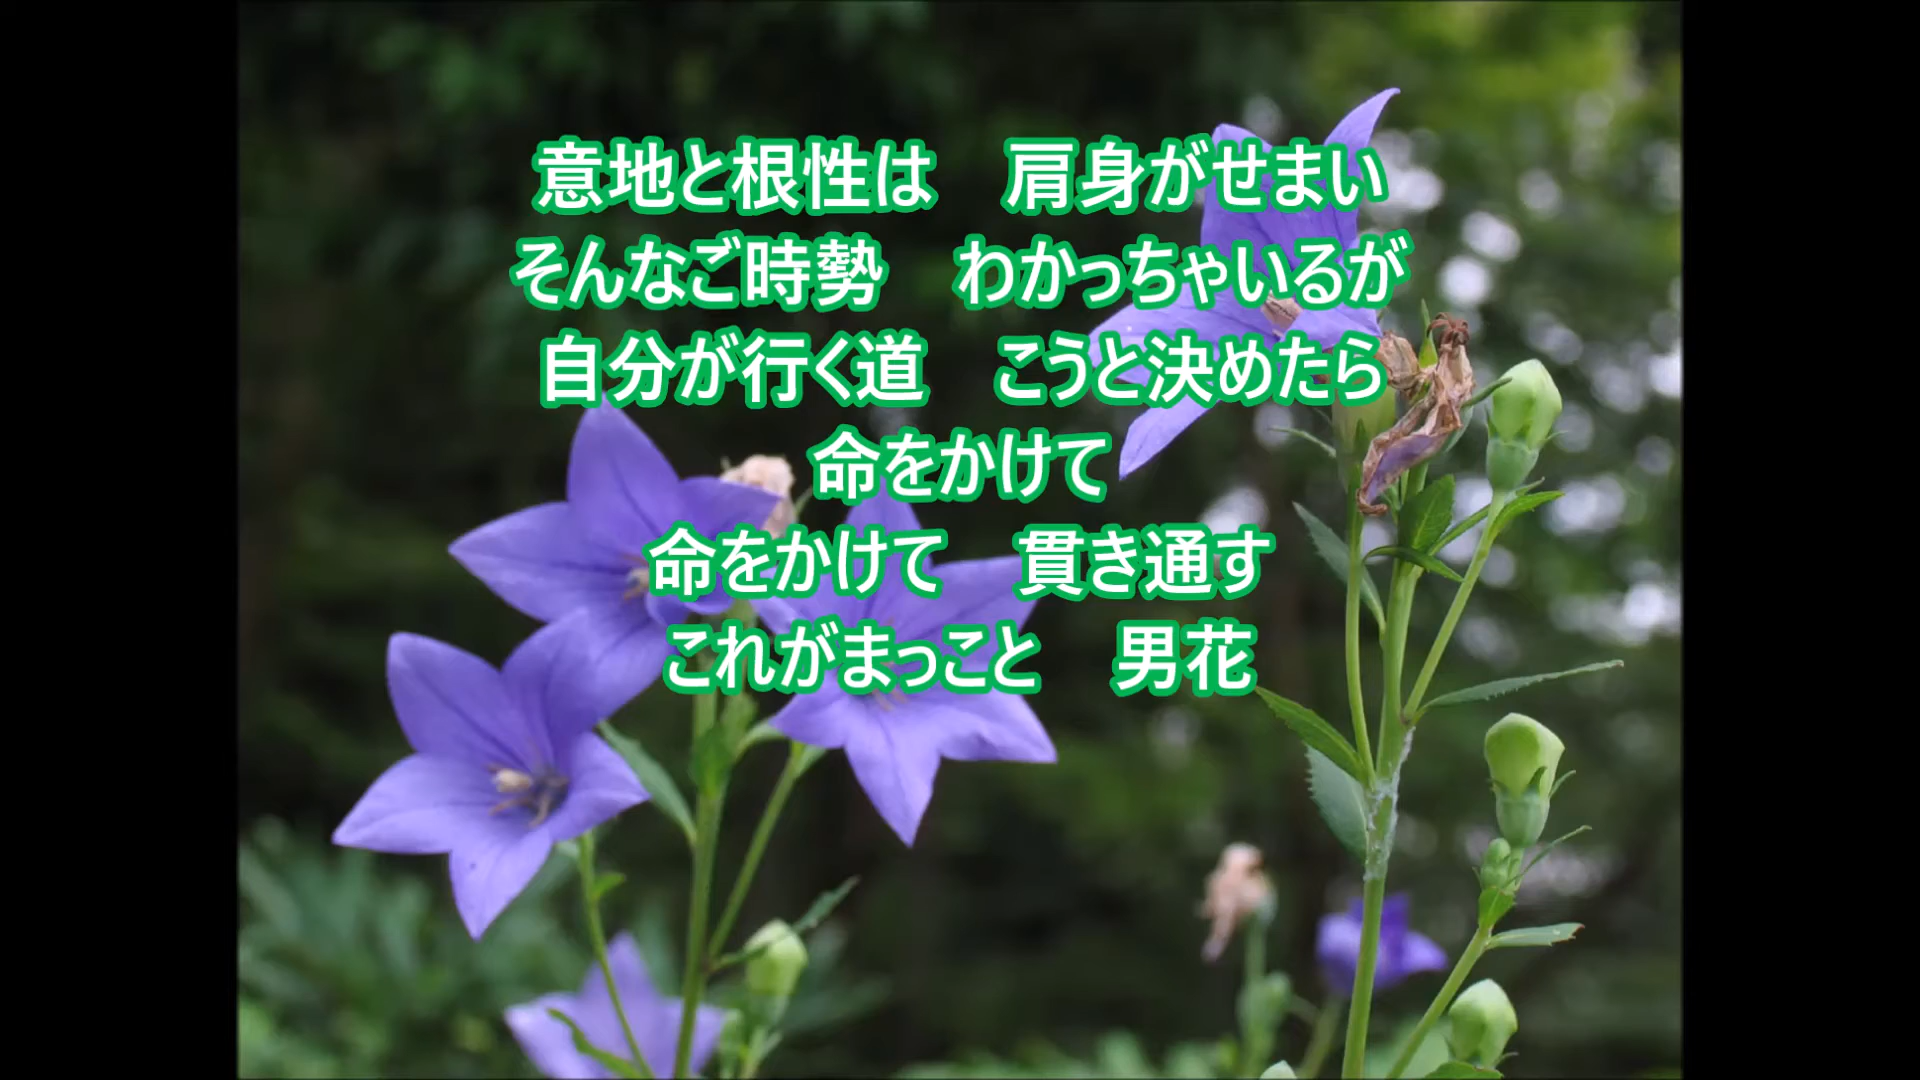 意地と根性は　肩身がせまい
そんなご時勢　わかっちゃいるが
自分が行く道　こうと決めたら
命をかけて
命をかけて　貫き通す
これがまっこと　男花